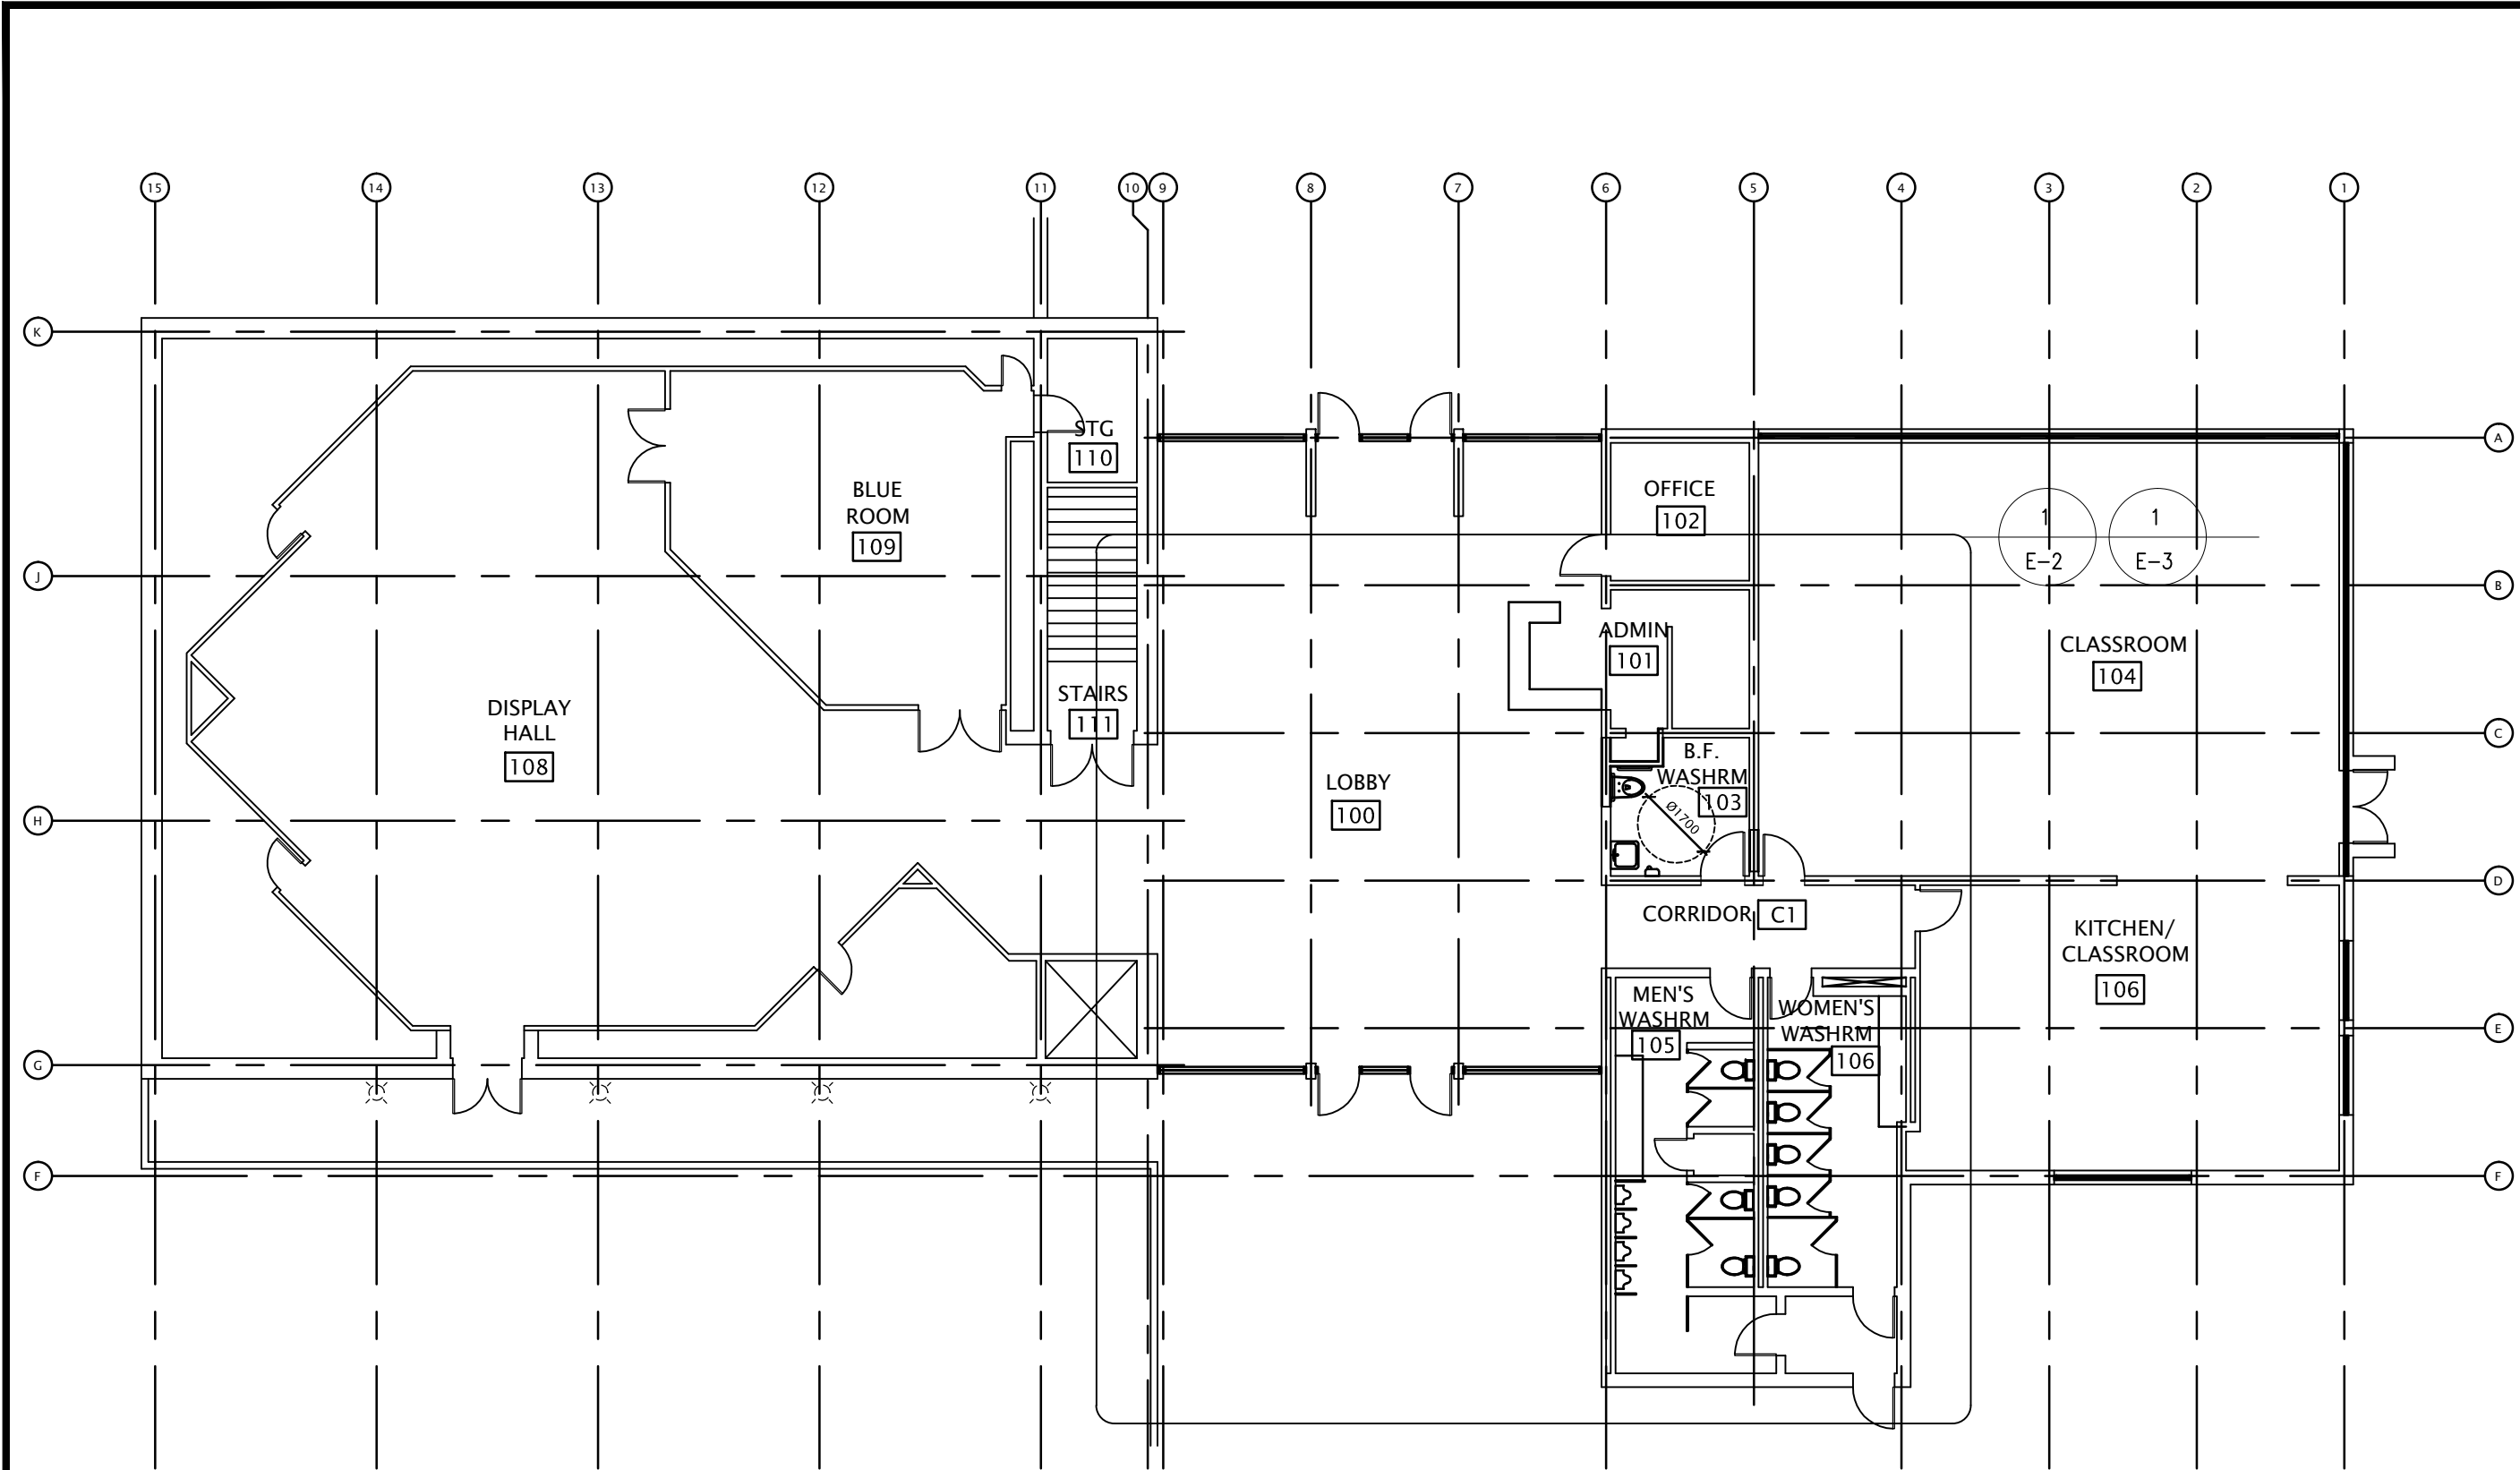 15 14 13 12 11 10 9 8 7 6 5 4 3 2 1
K
A
STG
110
BLUE
ROOM
109
OFFICE
102
1
E-2
1
E-3
J
B
ADMIN
101
CLASSROOM
104
STAIRS
111
DISPLAY
HALL
108
C
B.F.
WASHRM
103
Ø1700
LOBBY
100
H
D
CORRIDOR C1
KITCHEN/
CLASSROOM
106
MEN'S
WASHRM
105
WOMEN'S
WASHRM
106
E
G
F
F